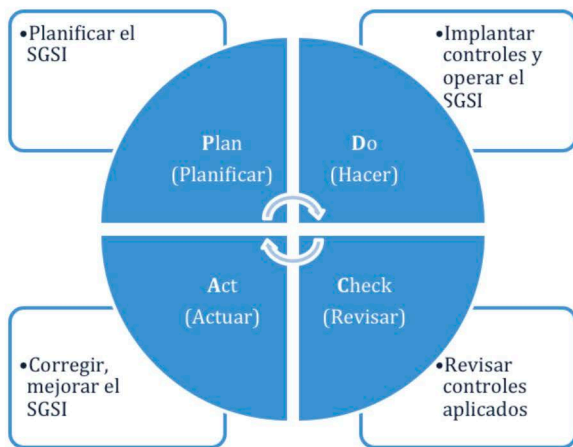 •Planificar el
SGSI
•Implantar
controles y
operar el
SGSI
Plan
(Planificar)
Do
(Hacer)
Act
(Actuar)
Check
(Revisar)
•Corregir,
mejorar el
SGSI
•Revisar
controles
aplicados